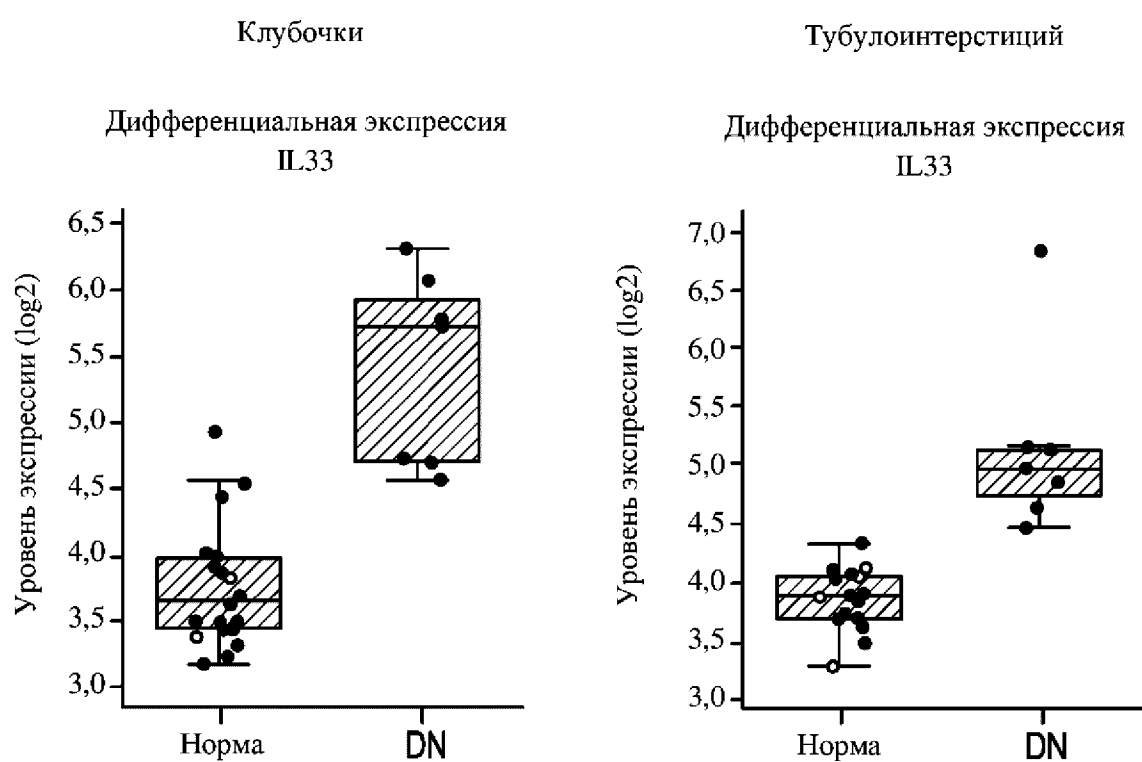 Клубочки
Дифференциальная экспрессия
IL33
Уровень экспрессии (log2)
6,5
6,0
5,5
5,0
4,5
4,0
3,5
3,0
Норма
DN
Тубулоинтерстиций
Дифференциальная экспрессия
IL33
Уровень экспрессии (log2)
7,0
6,5
6,0
5,5
5,0
4,5
4,0
3,5
3,0
Норма
DN